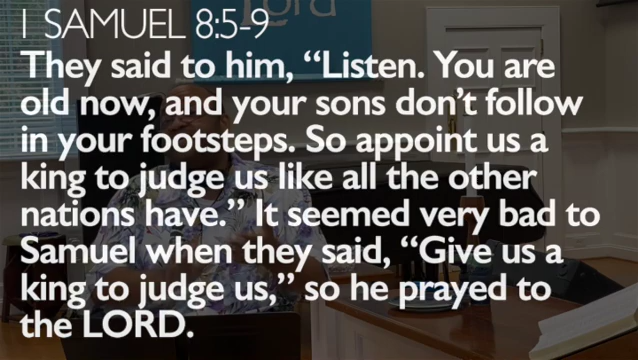 Lord
1 SAMUEL 8:5-9
They said to him, “Listen. You are
old now, and your sons don’t follow
in your footsteps. So appoint us a
king to judge us like all the other
nations have.” It seemed very bad to
Samuel when they said, “Give us a
king to judge us,” so he prayed to
the LORD.